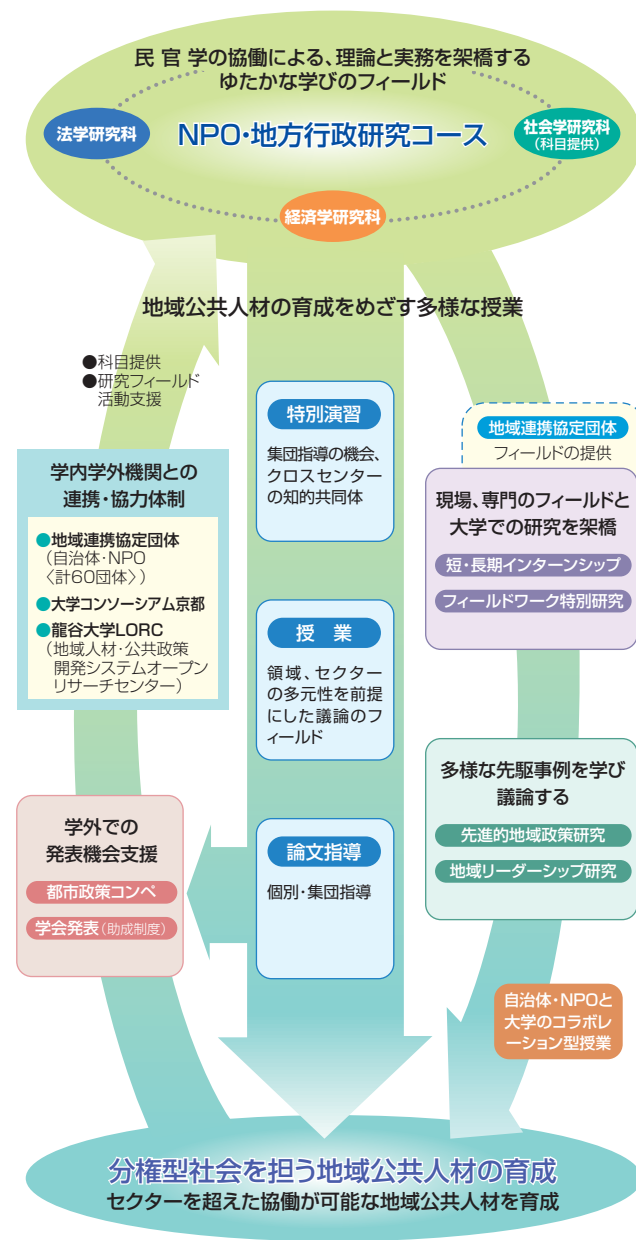 民 官 学の協働による、理論と実務を架橋する
ゆたかな学びのフィールド
法学研究科
NPO・地方行政研究コース
社会学研究科
(科目提供)
経済学研究科
地域公共人材の育成をめざす多様な授業
●科目提供
●研究フィールド
活動支援
学内学外機関との
連携・協力体制
●地域連携協定団体
(自治体・NPO
〈計60団体〉)
●大学コンソーシアム京都
●龍谷大学LORC
(地域人材・公共政策
開発システムオープン
リサーチセンター)
学外での
発表機会支援
都市政策コンペ
学会発表(助成制度)
特別演習
集団指導の機会、
クロスセンター
の知的共同体
授 業
領域、セクター
の多元性を前提
にした議論のフ
ィールド
論文指導
個別・集団指導
地域連携協定団体
フィールドの提供
現場、専門のフィールドと
大学での研究を架橋
短・長期インターンシップ
フィールドワーク特別研究
多様な先駆事例を学び
議論する
先進的地域政策研究
地域リーダーシップ研究
自治体・NPOと
大学のコラボレ
ーション型授業
分権型社会を担う地域公共人材の育成
セクターを超えた協働が可能な地域公共人材を育成